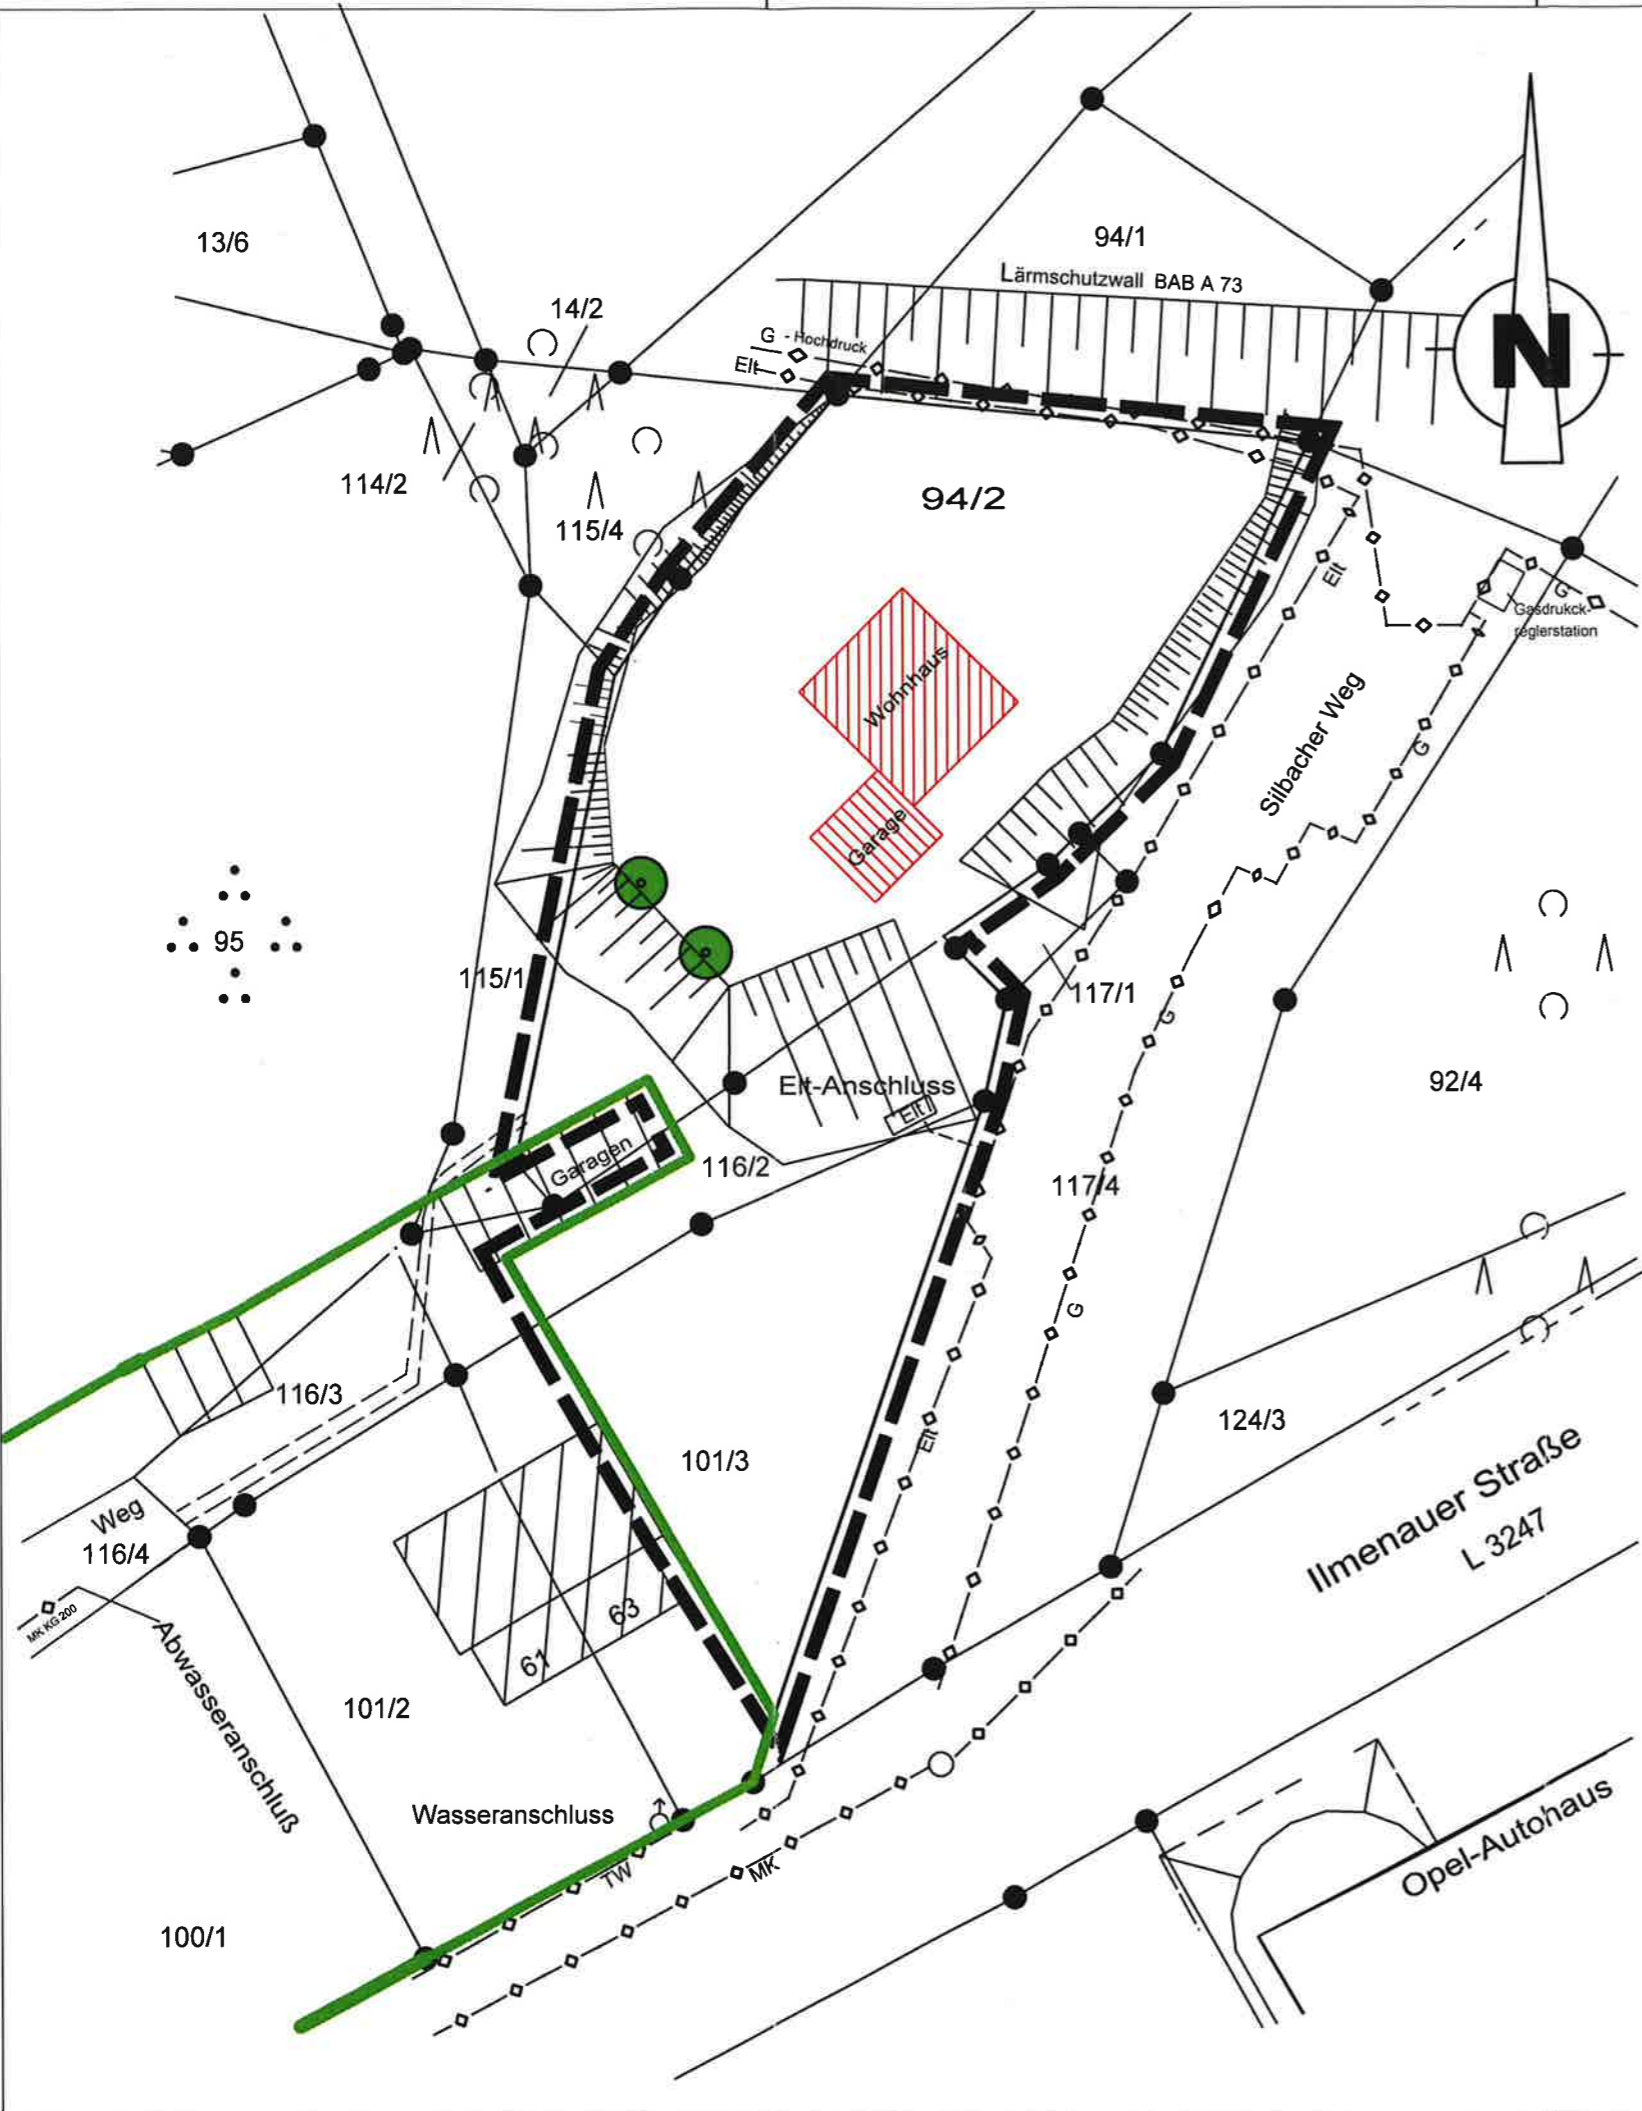 13/6
94/1
Lärmschutzwall BAB A 73
14/2
G - Hochdruck
Elt
N
114/2
115/4
94/2
Elt
G
Gasdrukck-
reglerstation
Wohnhaus
Silbacher Weg
G
Garage
95
115/1
117/1
G
92/4
Elt-Anschluss
Elt
Garagen
116/2
117/4
G
116/3
124/3
Elt
101/3
Ilmenauer Straße
L 3247
Weg
116/4
MK KG 200
Abwasseranschluß
63
61
101/2
Wasseranschluss
TW
MK
Opel-Autohaus
100/1